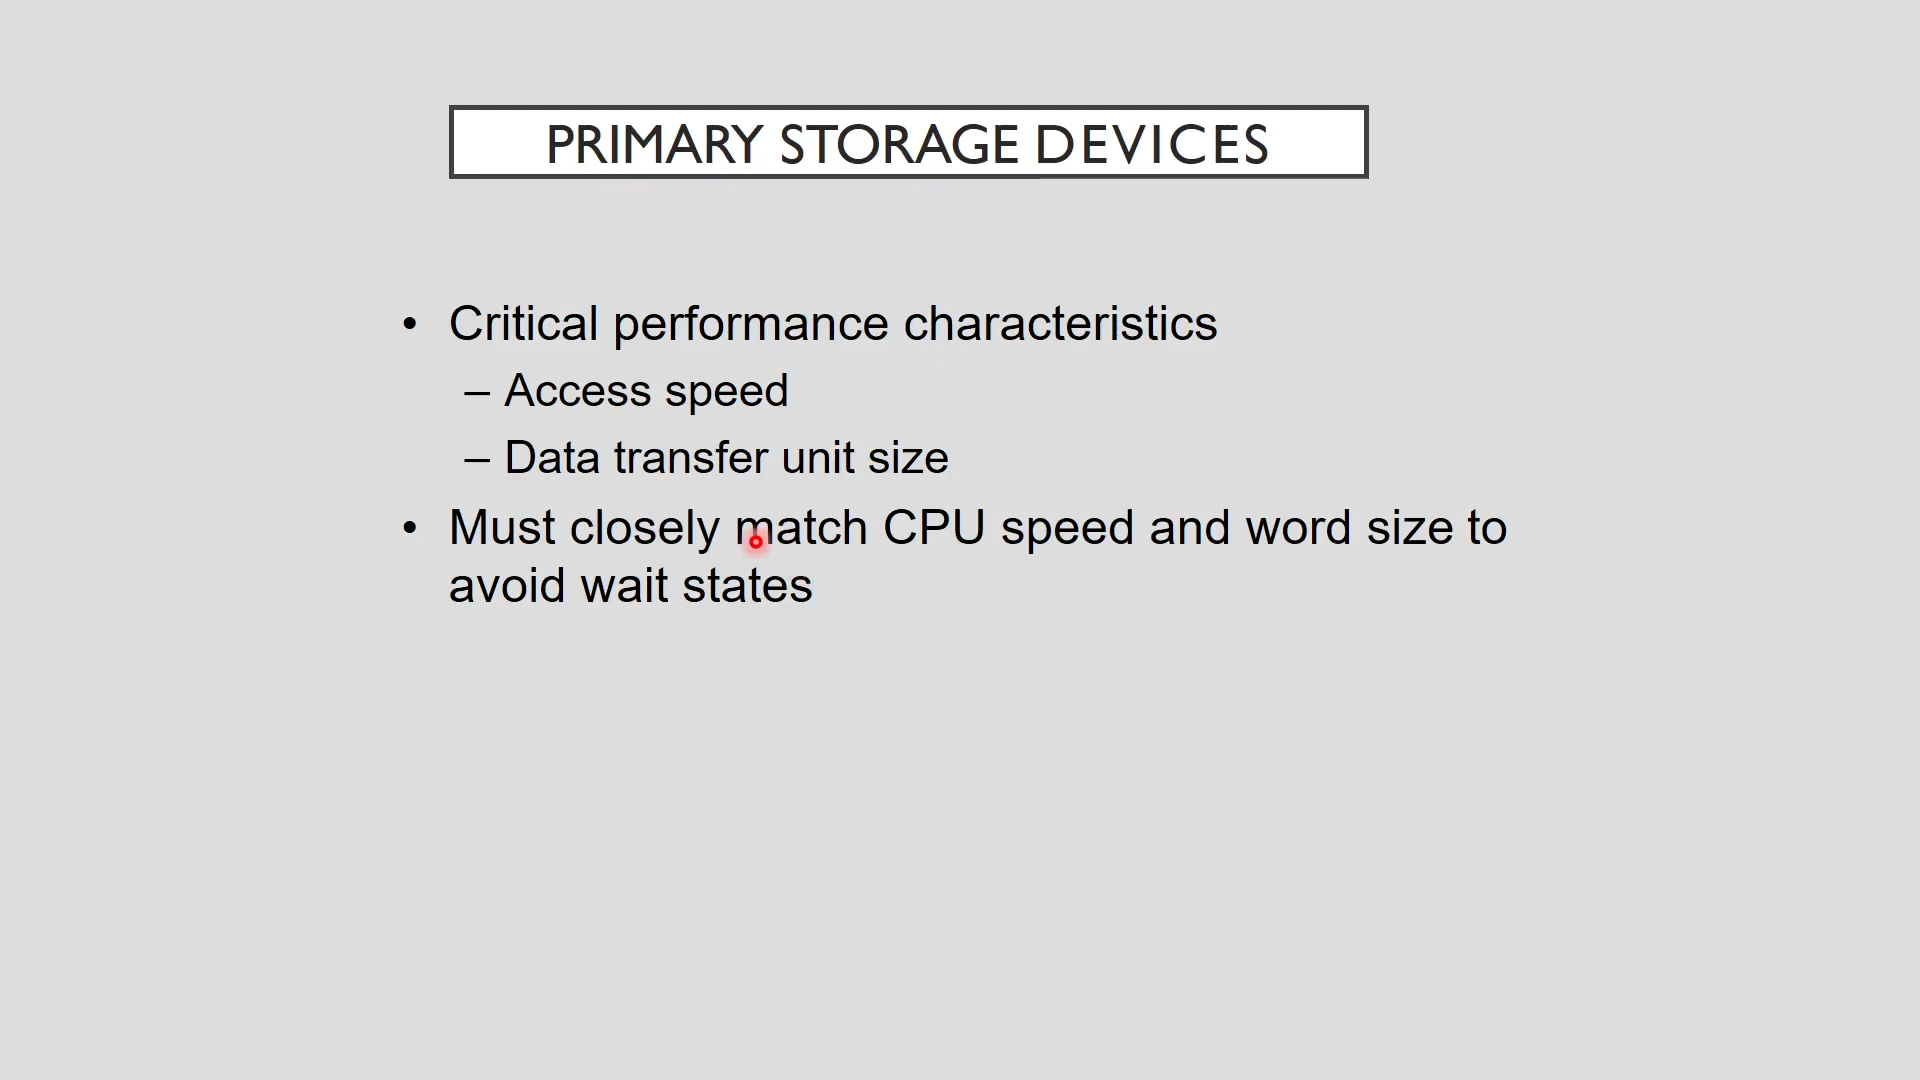 PRIMARY STORAGE DEVICES
• Critical performance characteristics
– Access speed
– Data transfer unit size
• Must closely match CPU speed and word size to
avoid wait states